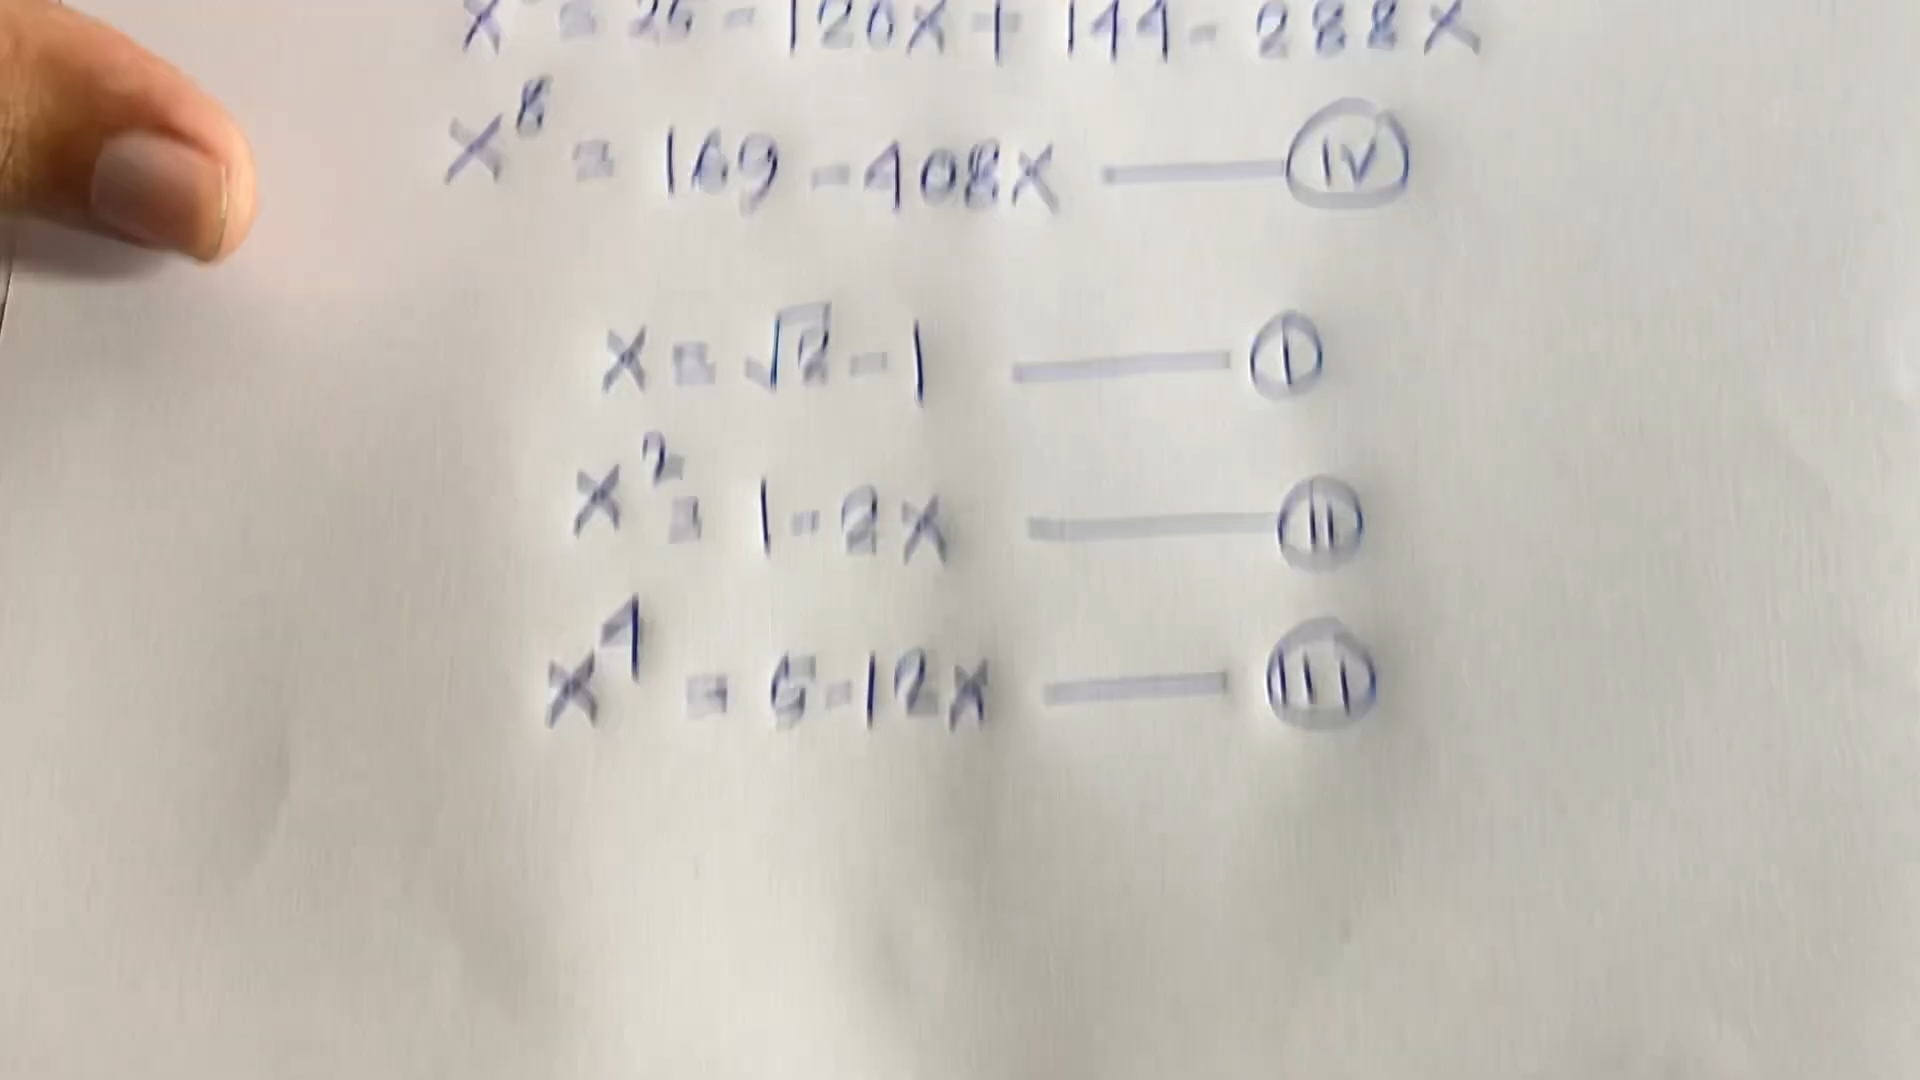 x⁸ = 25 - 120x + 144 - 288x
x⁸ = 169 - 408x —— (IV)
x = √2 - 1 —— (I)
x² = 1 - 2x —— (II)
x⁴ = 5 - 12x —— (III)